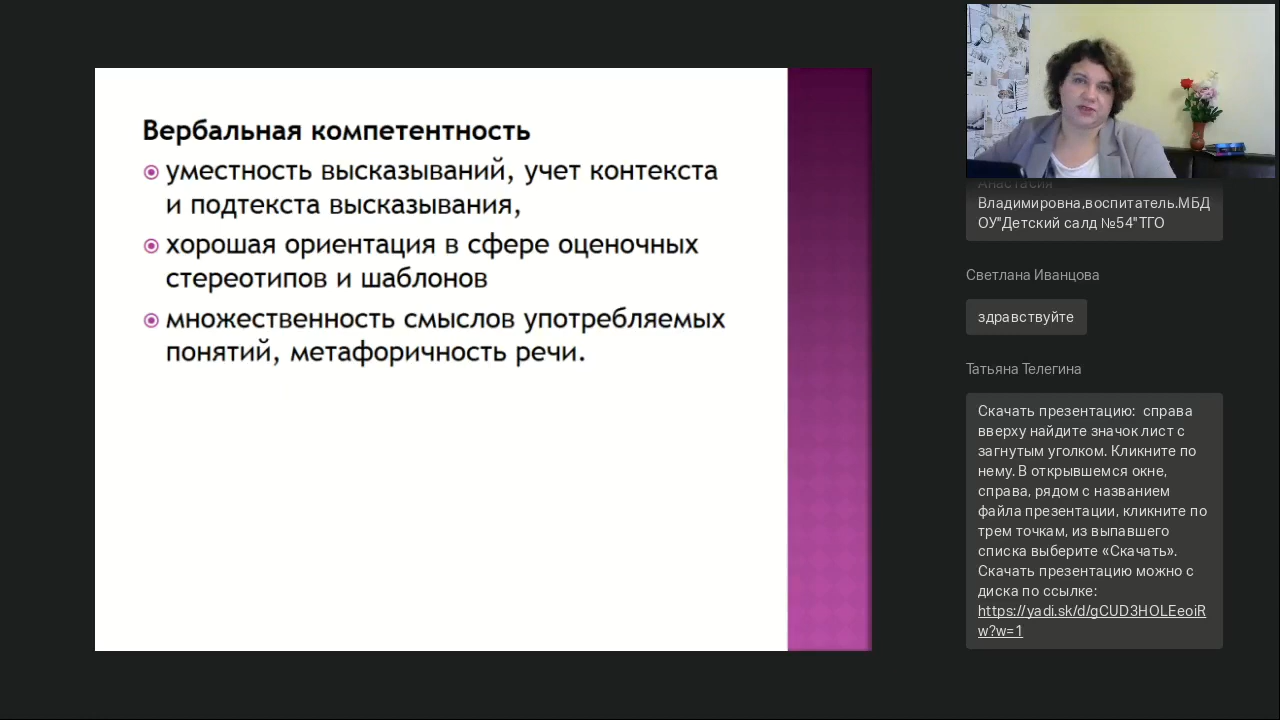 Вербальная компетентность
уместность высказываний, учет контекста
и подтекста высказывания,
хорошая ориентация в сфере оценочных
стереотипов и шаблонов
множественность смыслов употребляемых
понятий, метафоричность речи.
Анастасия
Владимировна,воспитатель.МБД
ОУ"Детский салд №54"ТГО
Светлана Иванцова
здравствуйте
Татьяна Телегина
Скачать презентацию:  справа
вверху найдите значок лист с
загнутым уголком. Кликните по
нему. В открывшемся окне,
справа, рядом с названием
файла презентации, кликните по
трем точкам, из выпавшего
списка выберите «Скачать».
Скачать презентацию можно с
диска по ссылке:
https://yadi.sk/d/gCUD3HOLEeoiR
w?w=1